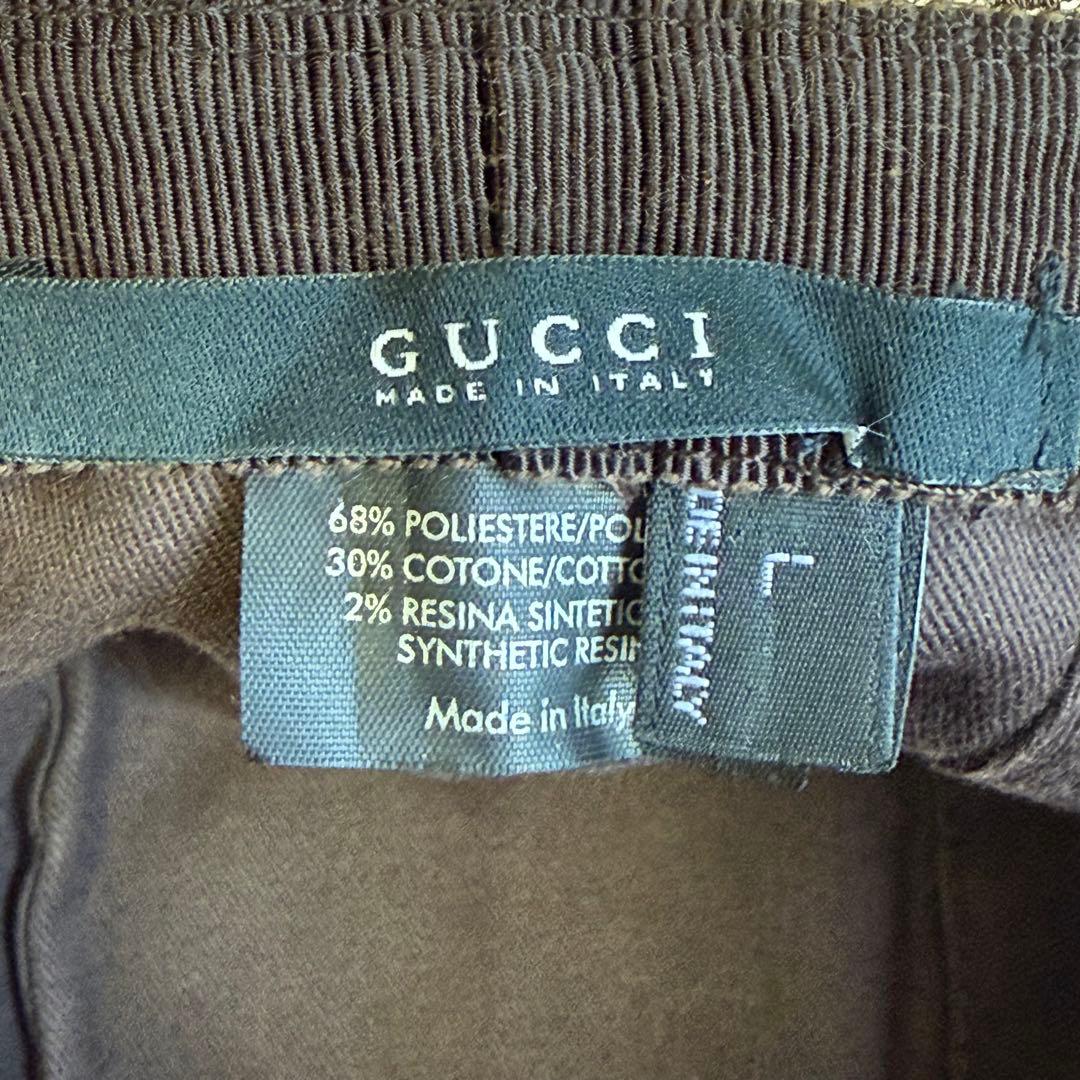 GUCCI
MADE IN ITALY
68% POLIESTERE/POL
30% COTONE/COTTO
2% RESINA SINTETIC
SYNTHETIC RESIN
Made in Italy
L